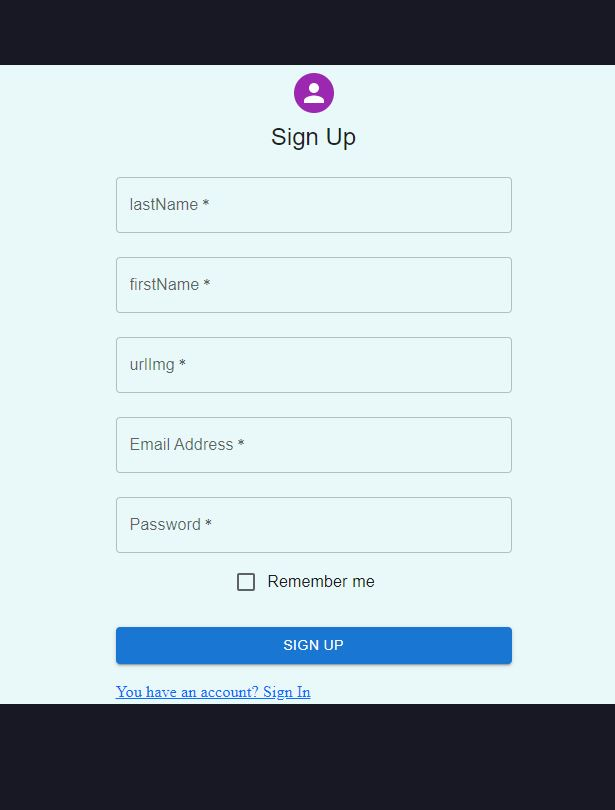 Sign Up
lastName *
firstName *
urlImg *
Email Address *
Password *
Remember me
SIGN UP
You have an account? Sign In